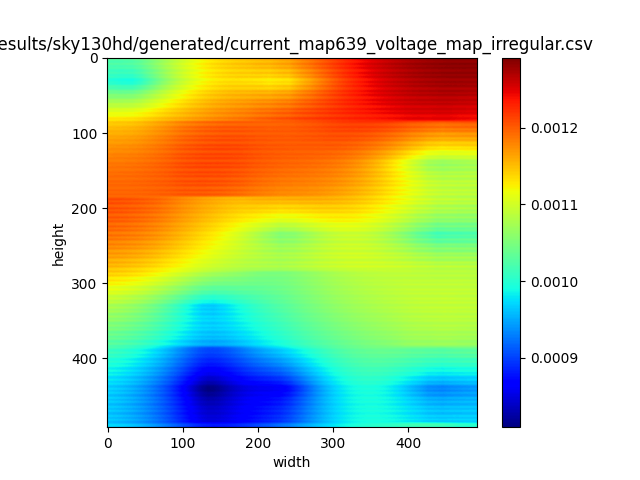 esults/sky130hd/generated/current_map639_voltage_map_irregular.csv
0
100
200
300
400
height
0 100 200 300 400
width
0.0012
0.0011
0.0010
0.0009